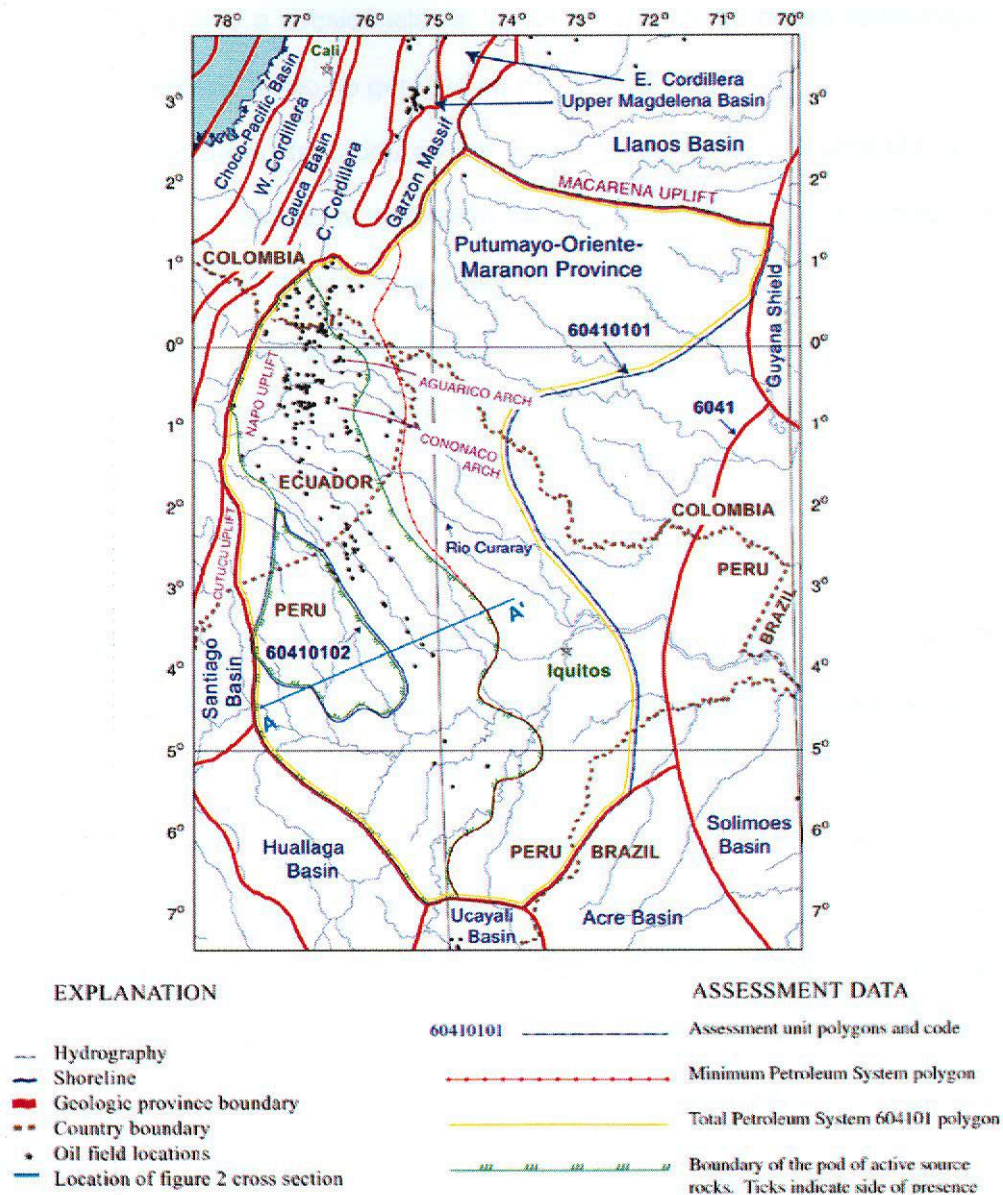 78° 77° 76° 75° 74° 73° 72° 71° 70°
Cali
3°
2°
1°
0°
1°
2°
3°
4°
5°
6°
7°
Choco-Pacific Basin
W. Cordillera
Cauca Basin
C. Cordillera
Garzon Massif
E. Cordillera
Upper Magdelena Basin
Llanos Basin
MACARENA UPLIFT
COLOMBIA
Putumayo-Oriente-
Maranon Province
60410101
Guyana Shield
NAPO UPLIFT
AGUARICO ARCH
6041
CONONACO
ARCH
ECUADOR
COLOMBIA
CUTUCU UPLIFT
Rio Curaray
PERU
BRAZIL
PERU
A'
60410102
Iquitos
Santiago
Basin
A
Huallaga
Basin
PERU
BRAZIL
Solimoes
Basin
Ucayali
Basin
Acre Basin
3°
2°
1°
0°
1°
2°
3°
4°
5°
6°
7°
EXPLANATION
Hydrography
Shoreline
Geologic province boundary
Country boundary
Oil field locations
Location of figure 2 cross section
ASSESSMENT DATA
60410101
Assessment unit polygons and code
Minimum Petroleum System polygon
Total Petroleum System 604101 polygon
Boundary of the pod of active source
rocks. Ticks indicate side of presence